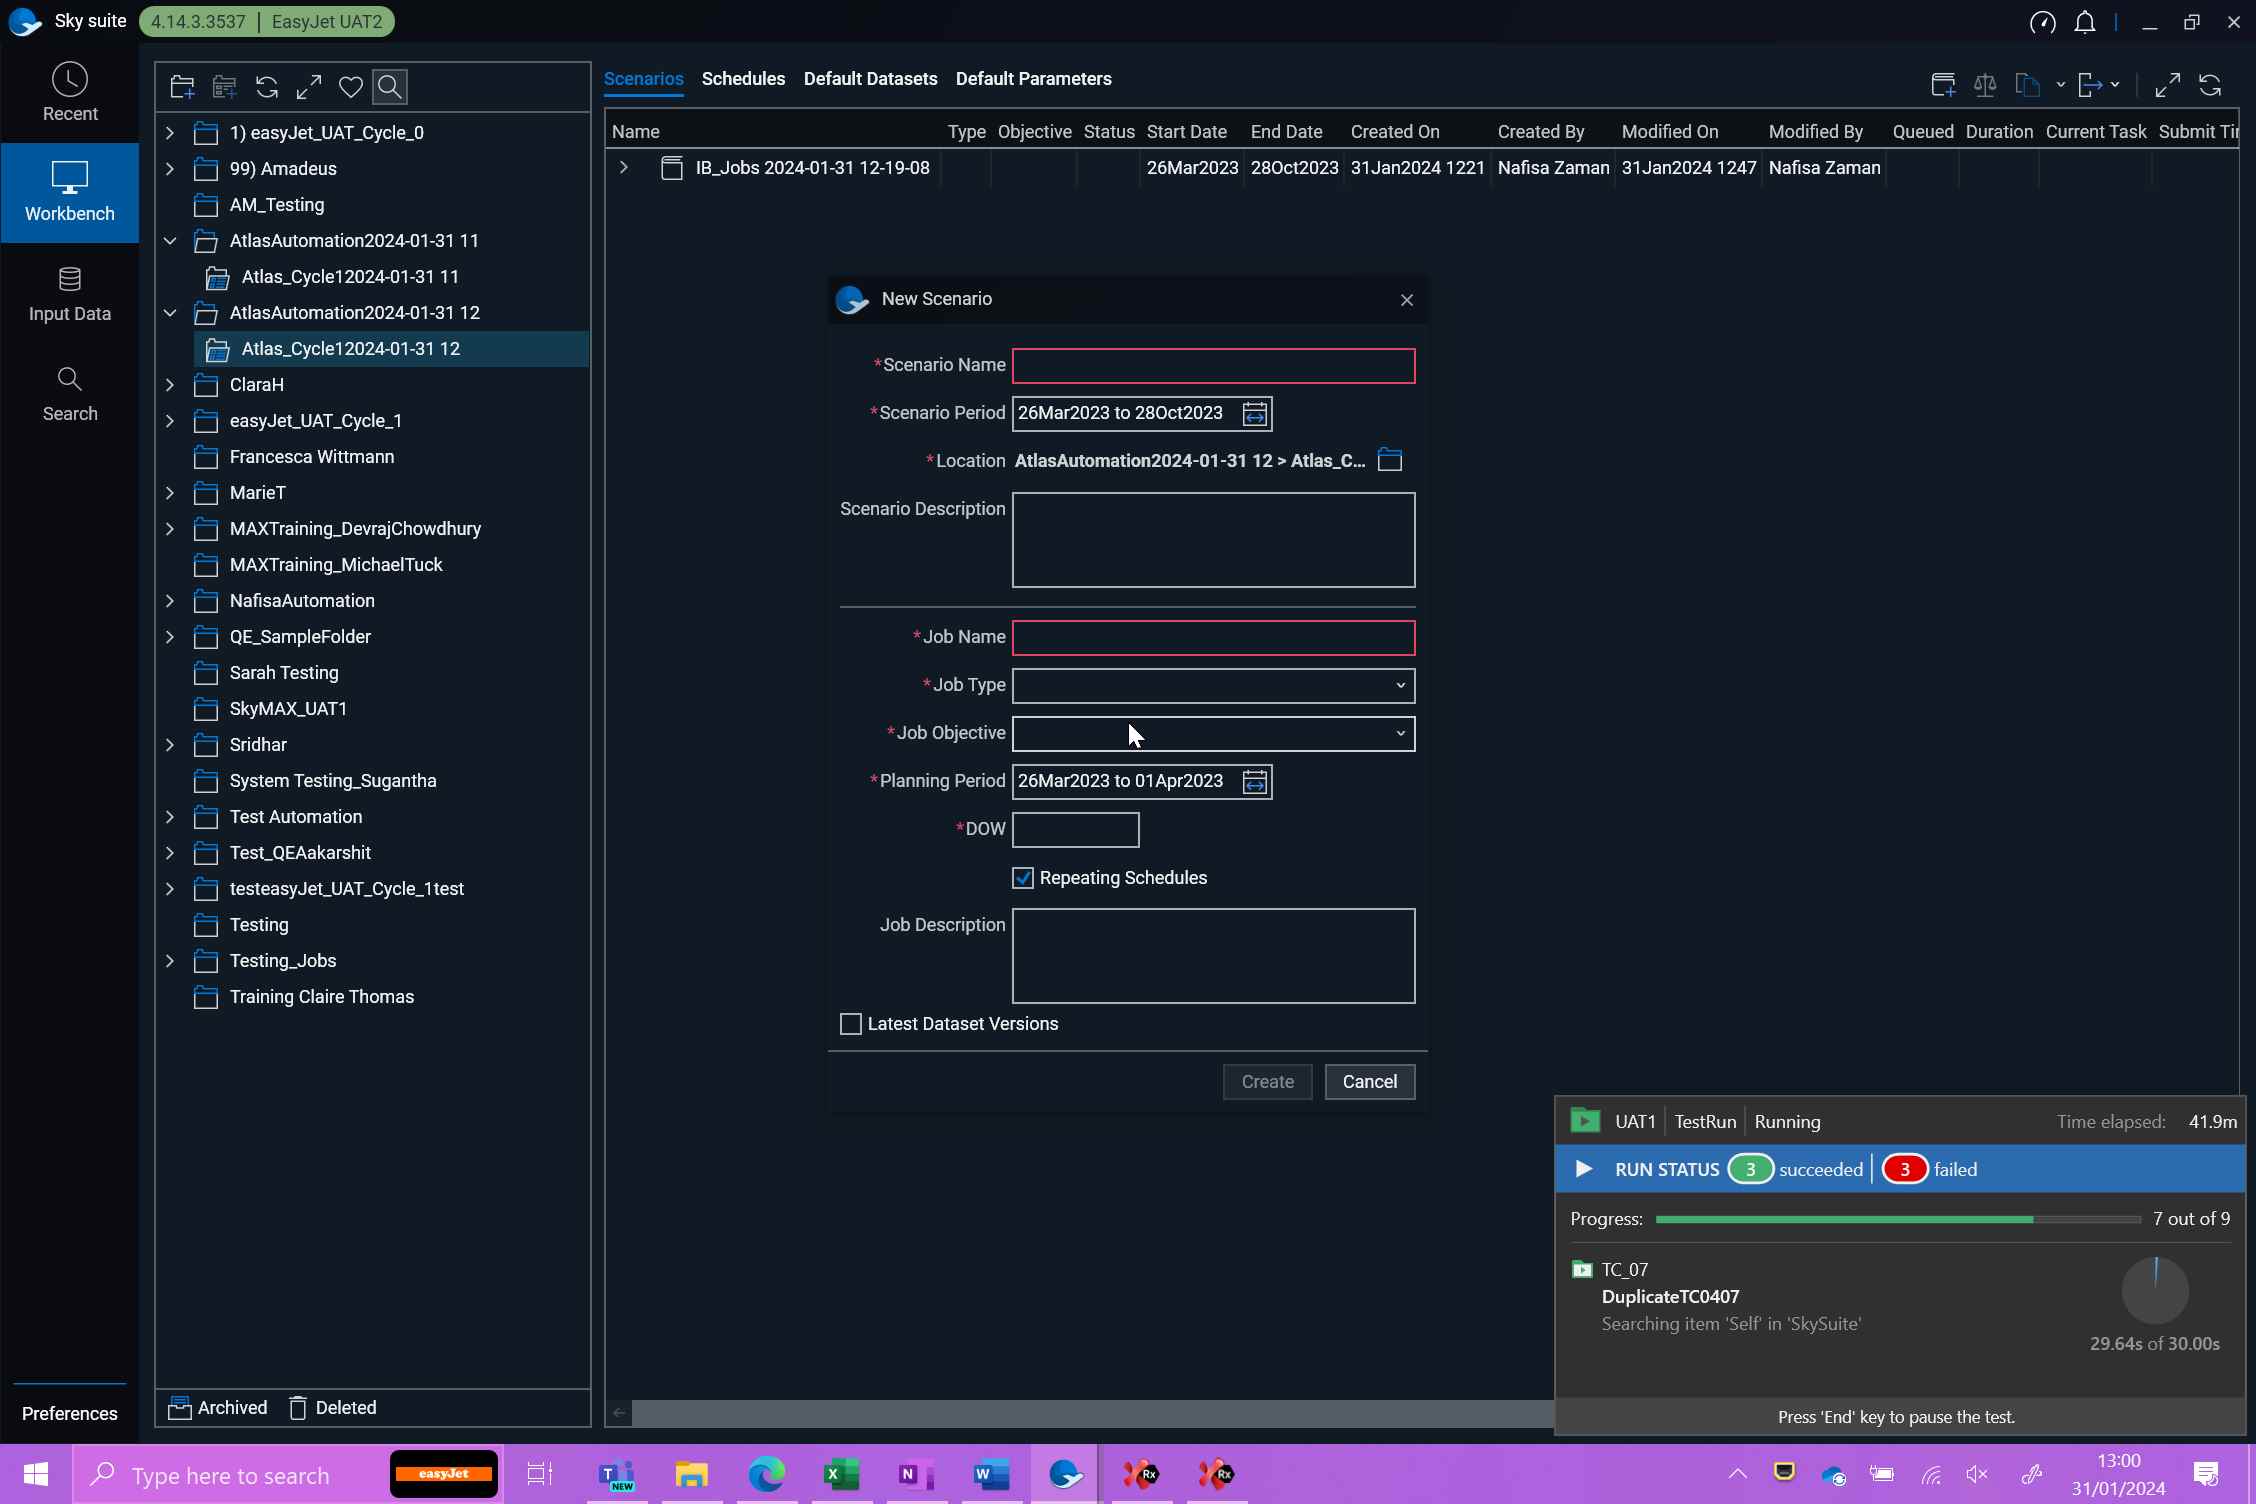 Sky suite 4.14.3.3537 | EasyJet UAT2
Recent
Workbench
Input Data
Search
Preferences
1) easyJet_UAT_Cycle_0
99) Amadeus
AM_Testing
AtlasAutomation2024-01-31 11
Atlas_Cycle12024-01-31 11
AtlasAutomation2024-01-31 12
Atlas_Cycle12024-01-31 12
ClaraH
easyJet_UAT_Cycle_1
Francesca Wittmann
MarieT
MAXTraining_DevrajChowdhury
MAXTraining_MichaelTuck
NafisaAutomation
QE_SampleFolder
Sarah Testing
SkyMAX_UAT1
Sridhar
System Testing_Sugantha
Test Automation
Test_QEAakarshit
testeasyJet_UAT_Cycle_1test
Testing
Testing_Jobs
Training Claire Thomas
Archived Deleted
Scenarios Schedules Default Datasets Default Parameters
Name Type Objective Status Start Date End Date Created On Created By Modified On Modified By Queued Duration Current Task Submit Ti
IB_Jobs 2024-01-31 12-19-08 26Mar2023 28Oct2023 31Jan2024 1221 Nafisa Zaman 31Jan2024 1247 Nafisa Zaman
New Scenario
*Scenario Name
*Scenario Period 26Mar2023 to 28Oct2023
*Location AtlasAutomation2024-01-31 12 > Atlas_C...
Scenario Description
*Job Name
*Job Type
*Job Objective
*Planning Period 26Mar2023 to 01Apr2023
*DOW
Repeating Schedules
Job Description
Latest Dataset Versions
Create Cancel
UAT1 | TestRun | Running Time elapsed: 41.9m
RUN STATUS 3 succeeded | 3 failed
Progress: 7 out of 9
TC_07
DuplicateTC0407
Searching item 'Self' in 'SkySuite'
29.64s of 30.00s
Press 'End' key to pause the test.
Type here to search easyJet
T NEW
X
N
W
Rx
Rx
13:00
31/01/2024